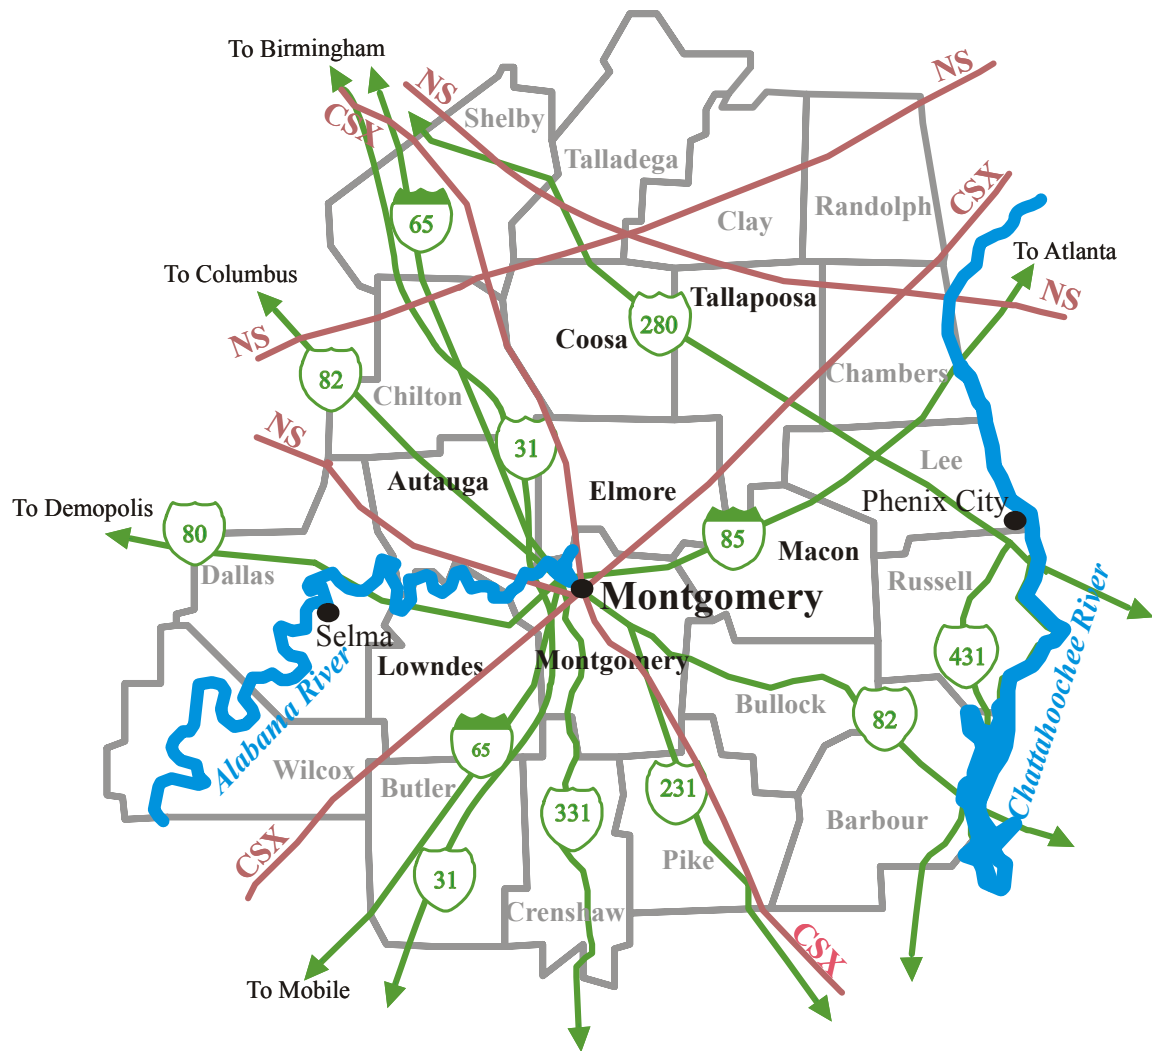 To Birmingham
NS
NS
CSX
Shelby
Talladega
CSX
65
Clay
Randolph
To Columbus
To Atlanta
Tallapoosa
NS
NS
280
Coosa
82
Chilton
Chambers
NS
31
Lee
Autauga
Elmore
Phenix City
To Demopolis
80
85
Macon
Dallas
Russell
Montgomery
Selma
Lowndes
Montgomery
431
Alabama River
Chattahoochee River
Bullock
82
65
Wilcox
Butler
231
331
Barbour
CSX
Pike
31
Crenshaw
CSX
To Mobile